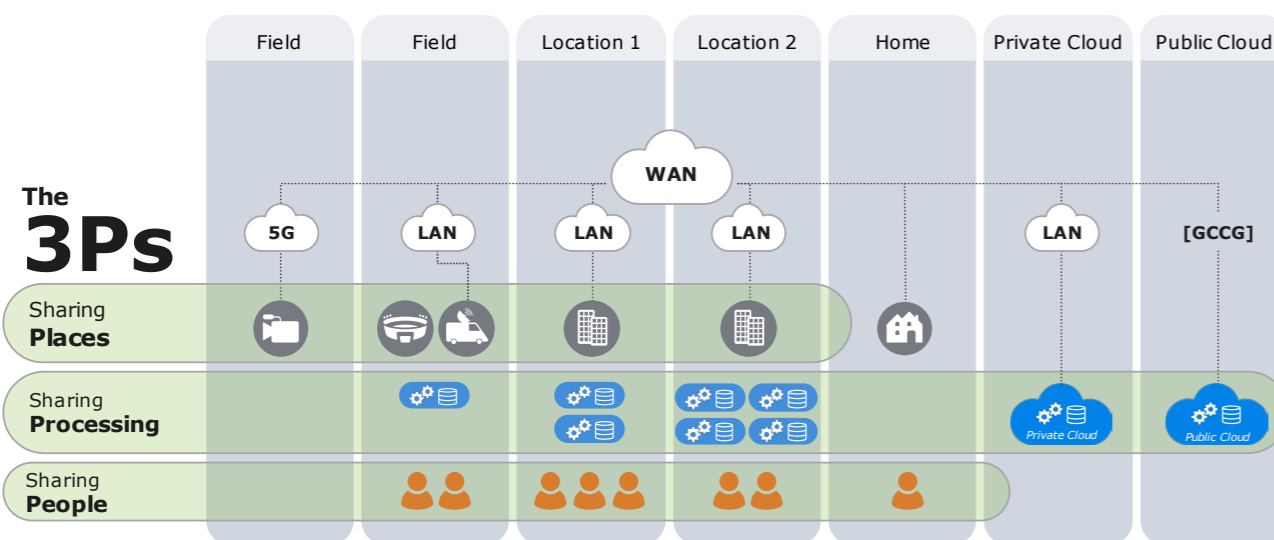 Field
Field
Location 1
Location 2
Home
Private Cloud
Public Cloud
WAN
The
3Ps
5G
LAN
LAN
LAN
LAN
[GCCG]
Sharing
Places
Sharing
Processing
Private Cloud
Public Cloud
Sharing
People